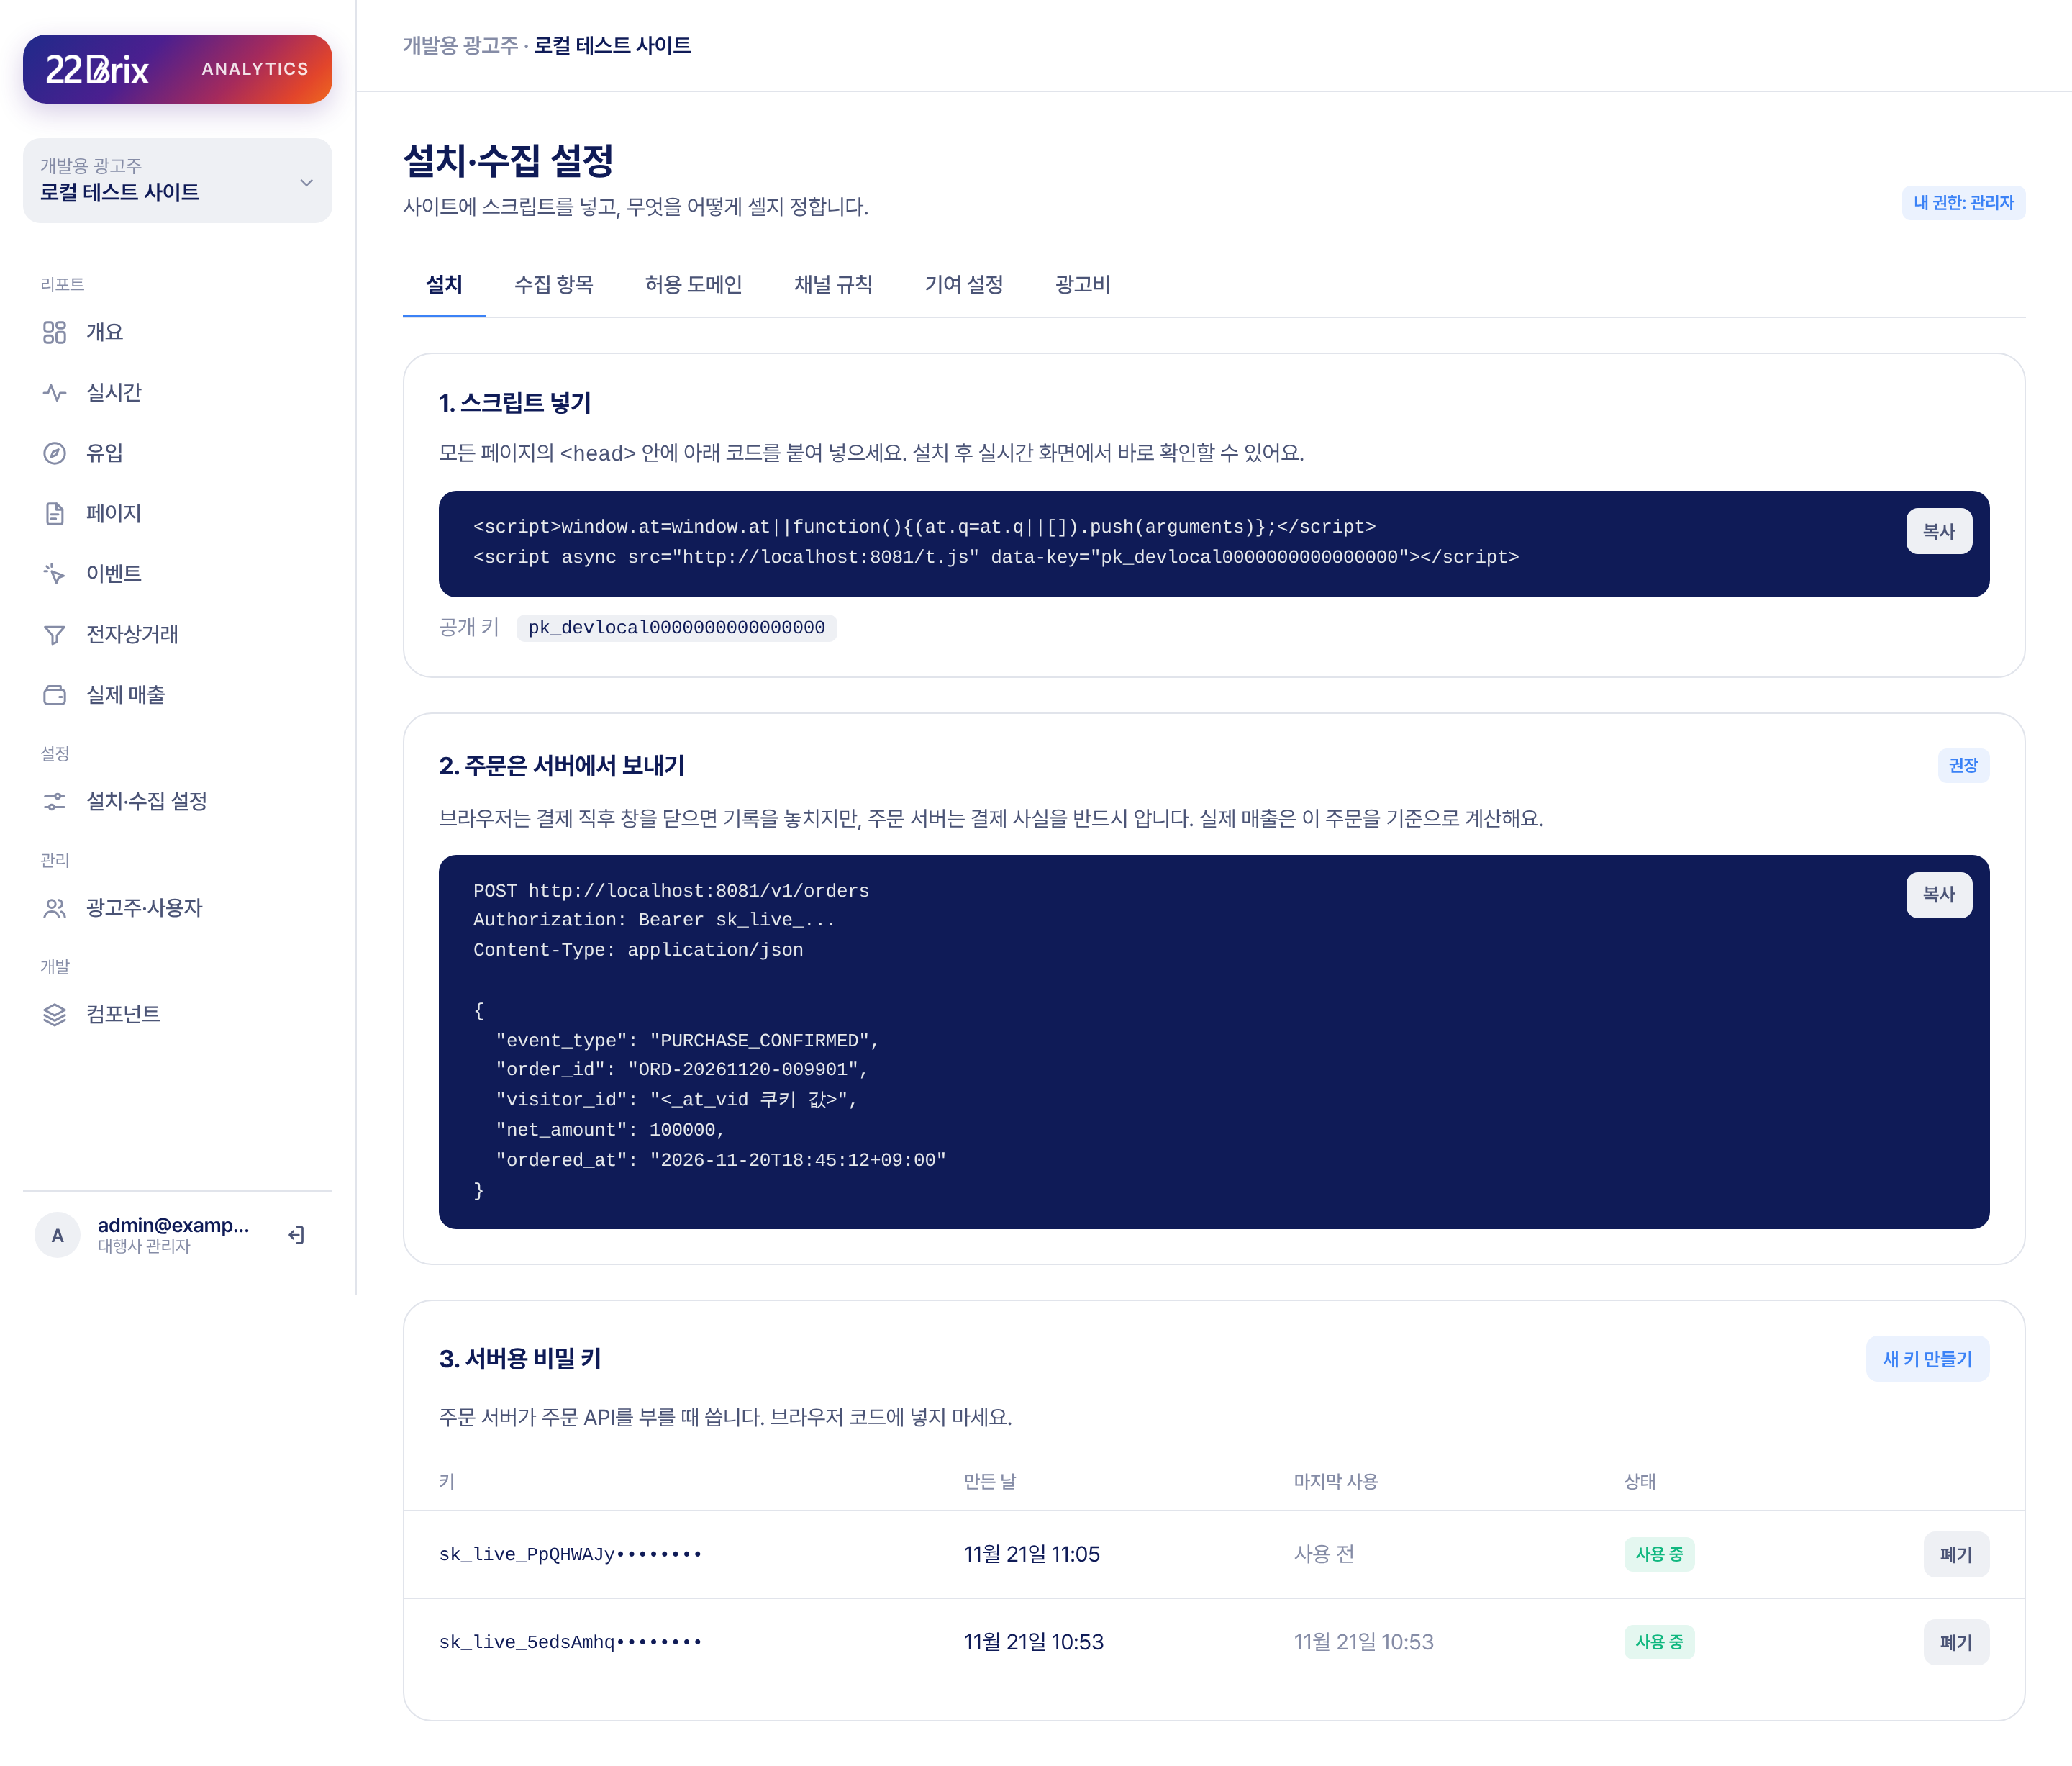 22Brix ANALYTICS
개발용 광고주
로컬 테스트 사이트
리포트
개요
실시간
유입
페이지
이벤트
전자상거래
실제 매출
설정
설치·수집 설정
관리
광고주·사용자
개발
컴포넌트
A
admin@examp...
대행사 관리자
개발용 광고주 · 로컬 테스트 사이트
설치·수집 설정
사이트에 스크립트를 넣고, 무엇을 어떻게 셀지 정합니다.
내 권한: 관리자
설치 수집 항목 허용 도메인 채널 규칙 기여 설정 광고비
1. 스크립트 넣기
모든 페이지의 <head> 안에 아래 코드를 붙여 넣으세요. 설치 후 실시간 화면에서 바로 확인할 수 있어요.
<script>window.at=window.at||function(){(at.q=at.q||[]).push(arguments)};</script>
<script async src="http://localhost:8081/t.js" data-key="pk_devlocal0000000000000000"></script>
복사
공개 키 pk_devlocal0000000000000000
2. 주문은 서버에서 보내기
권장
브라우저는 결제 직후 창을 닫으면 기록을 놓치지만, 주문 서버는 결제 사실을 반드시 압니다. 실제 매출은 이 주문을 기준으로 계산해요.
POST http://localhost:8081/v1/orders
복사
Authorization: Bearer sk_live_...
Content-Type: application/json
{
"event_type": "PURCHASE_CONFIRMED",
"order_id": "ORD-20261120-009901",
"visitor_id": "<_at_vid 쿠키 값>",
"net_amount": 100000,
"ordered_at": "2026-11-20T18:45:12+09:00"
}
3. 서버용 비밀 키
새 키 만들기
주문 서버가 주문 API를 부를 때 씁니다. 브라우저 코드에 넣지 마세요.
키 만든 날 마지막 사용 상태
sk_live_PpQHWAJy•••••••• 11월 21일 11:05 사용 전 사용 중 폐기
sk_live_5edsAmhq•••••••• 11월 21일 10:53 11월 21일 10:53 사용 중 폐기